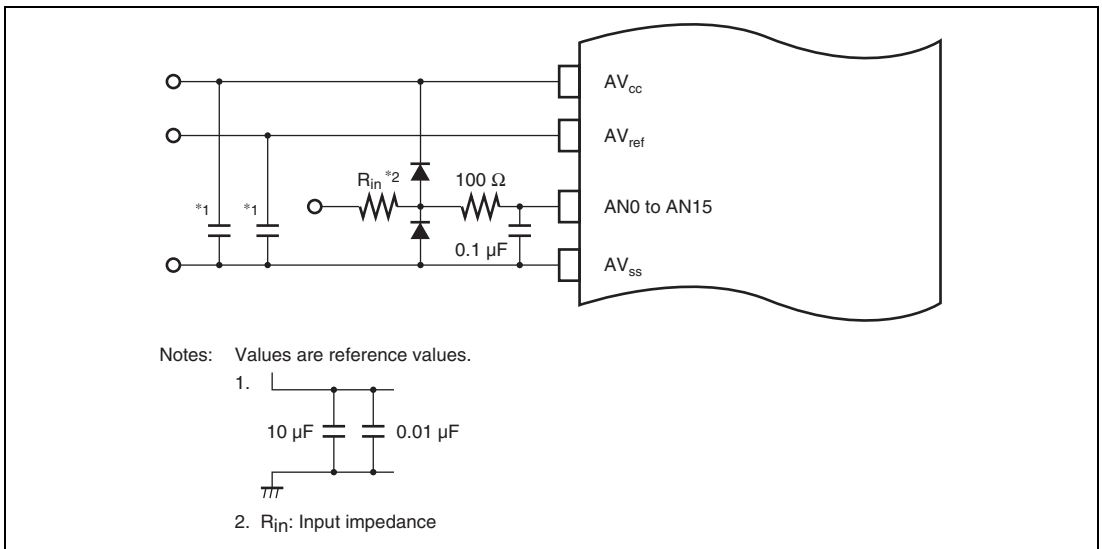 AVcc
AVref
Rin *2
100 Ω
*1
*1
AN0 to AN15
0.1 µF
AVss
Notes: Values are reference values.
1.
10 µF
0.01 µF
2. Rin: Input impedance